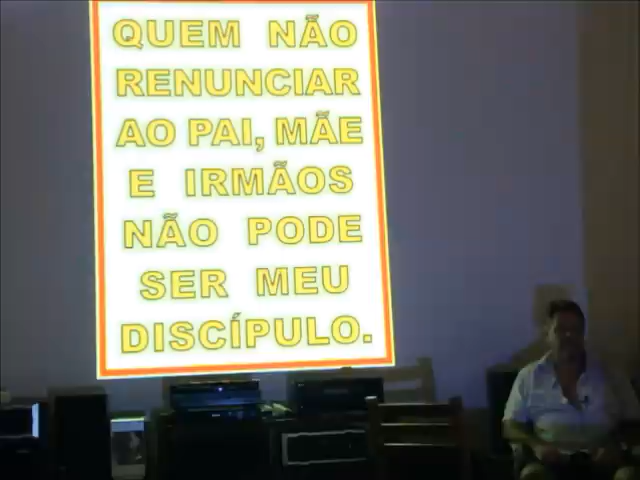 QUEM NÃO
RENUNCIAR
AO PAI, MÃE
E IRMÃOS
NÃO PODE
SER MEU
DISCÍPULO.